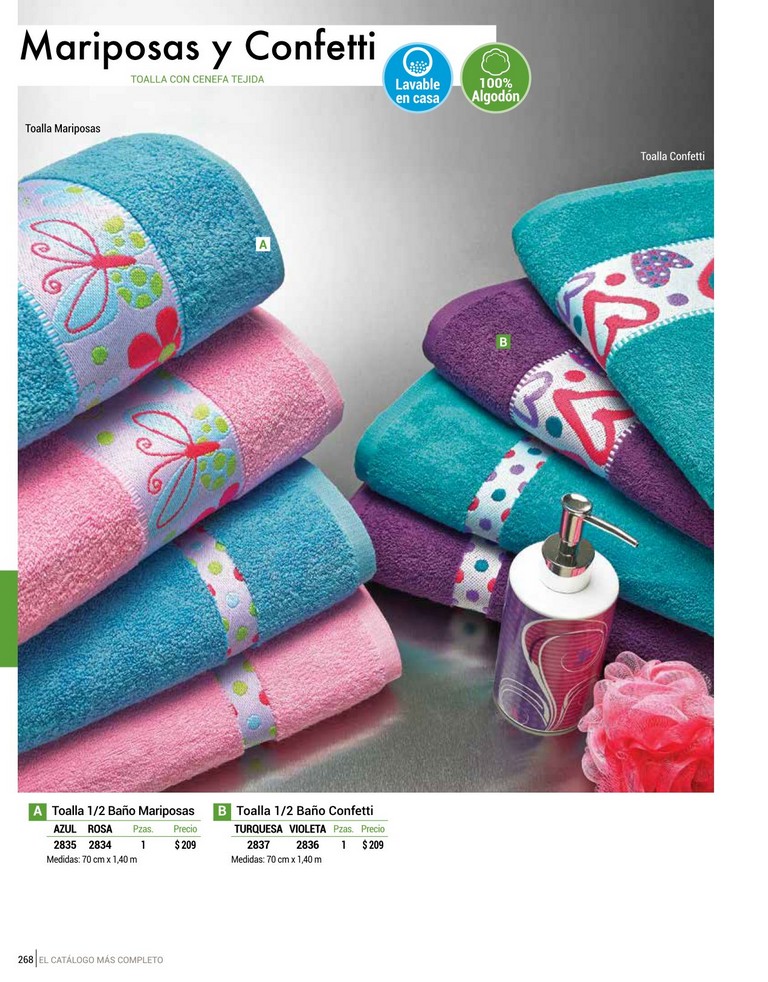 Mariposas y Confetti
TOALLA CON CENEFA TEJIDA
Lavable
en casa
100%
Algodón
Toalla Mariposas
Toalla Confetti
A
B
A Toalla 1/2 Baño Mariposas
AZUL ROSA Pzas. Precio
2835 2834 1 $ 209
Medidas: 70 cm x 1,40 m
B Toalla 1/2 Baño Confetti
TURQUESA VIOLETA Pzas. Precio
2837 2836 1 $ 209
Medidas: 70 cm x 1,40 m
268 EL CATÁLOGO MÁS COMPLETO